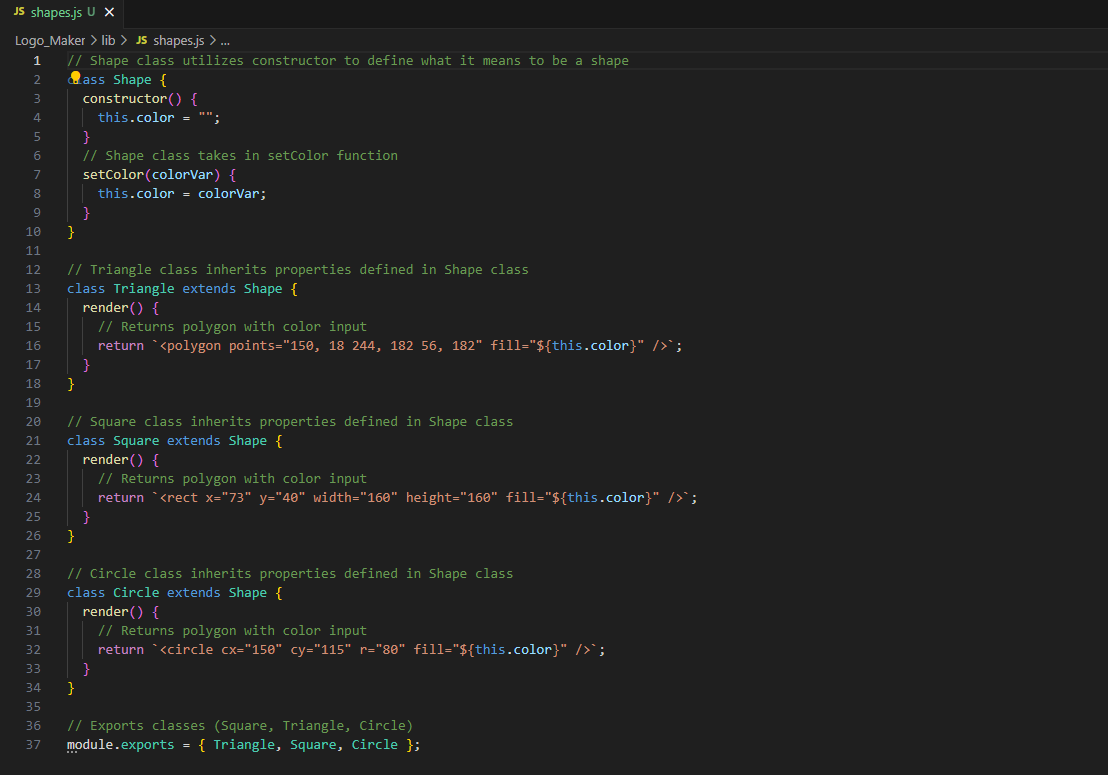 JS shapes.js U ×
Logo_Maker > lib > JS shapes.js > ...
1 // Shape class utilizes constructor to define what it means to be a shape
2 class Shape {
3   constructor() {
4     this.color = "";
5   }
6   // Shape class takes in setColor function
7   setColor(colorVar) {
8     this.color = colorVar;
9   }
10 }
11
12 // Triangle class inherits properties defined in Shape class
13 class Triangle extends Shape {
14   render() {
15     // Returns polygon with color input
16     return `<polygon points="150, 18 244, 182 56, 182" fill="${this.color}" />`;
17   }
18 }
19
20 // Square class inherits properties defined in Shape class
21 class Square extends Shape {
22   render() {
23     // Returns polygon with color input
24     return `<rect x="73" y="40" width="160" height="160" fill="${this.color}" />`;
25   }
26 }
27
28 // Circle class inherits properties defined in Shape class
29 class Circle extends Shape {
30   render() {
31     // Returns polygon with color input
32     return `<circle cx="150" cy="115" r="80" fill="${this.color}" />`;
33   }
34 }
35
36 // Exports classes (Square, Triangle, Circle)
37 module.exports = { Triangle, Square, Circle };